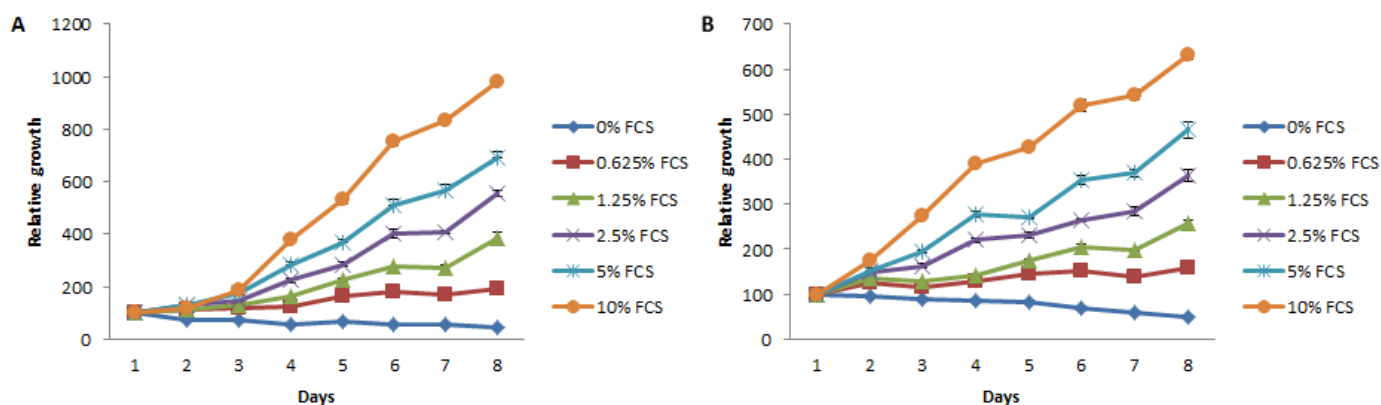 A
Relative growth
1200
1000
800
600
400
200
0
1 2 3 4 5 6 7 8
Days
0% FCS
0.625% FCS
1.25% FCS
2.5% FCS
5% FCS
10% FCS
B
Relative growth
700
600
500
400
300
200
100
0
1 2 3 4 5 6 7 8
Days
0% FCS
0.625% FCS
1.25% FCS
2.5% FCS
5% FCS
10% FCS